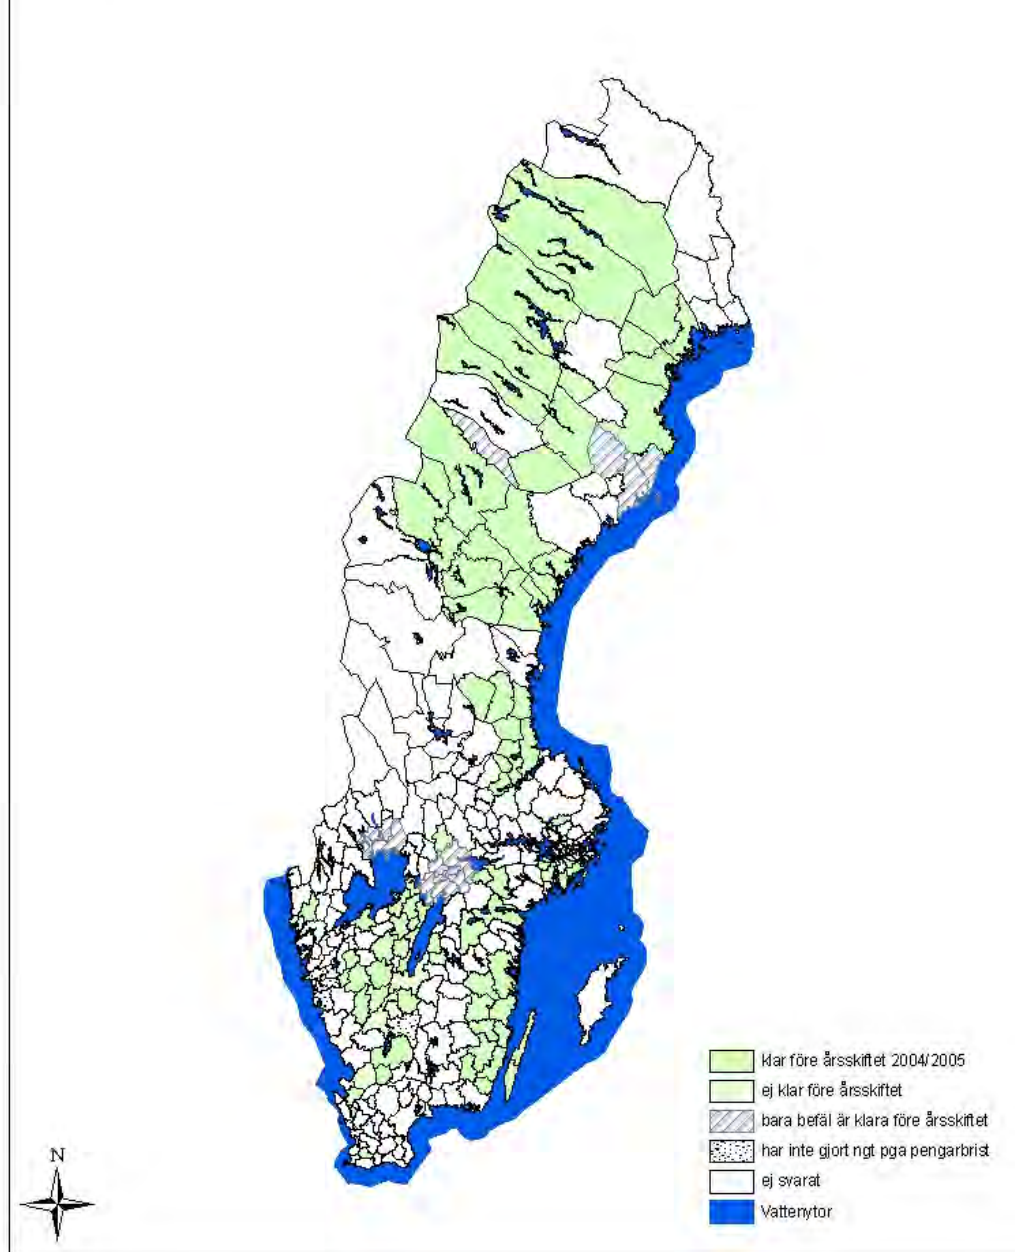 klar före årsskiftet 2004/2005
ej klar före årsskiftet
bara befäl är klara före årsskiftet
har inte gjort ngt pga pengarbrist
ej svarat
Vattenytor
N